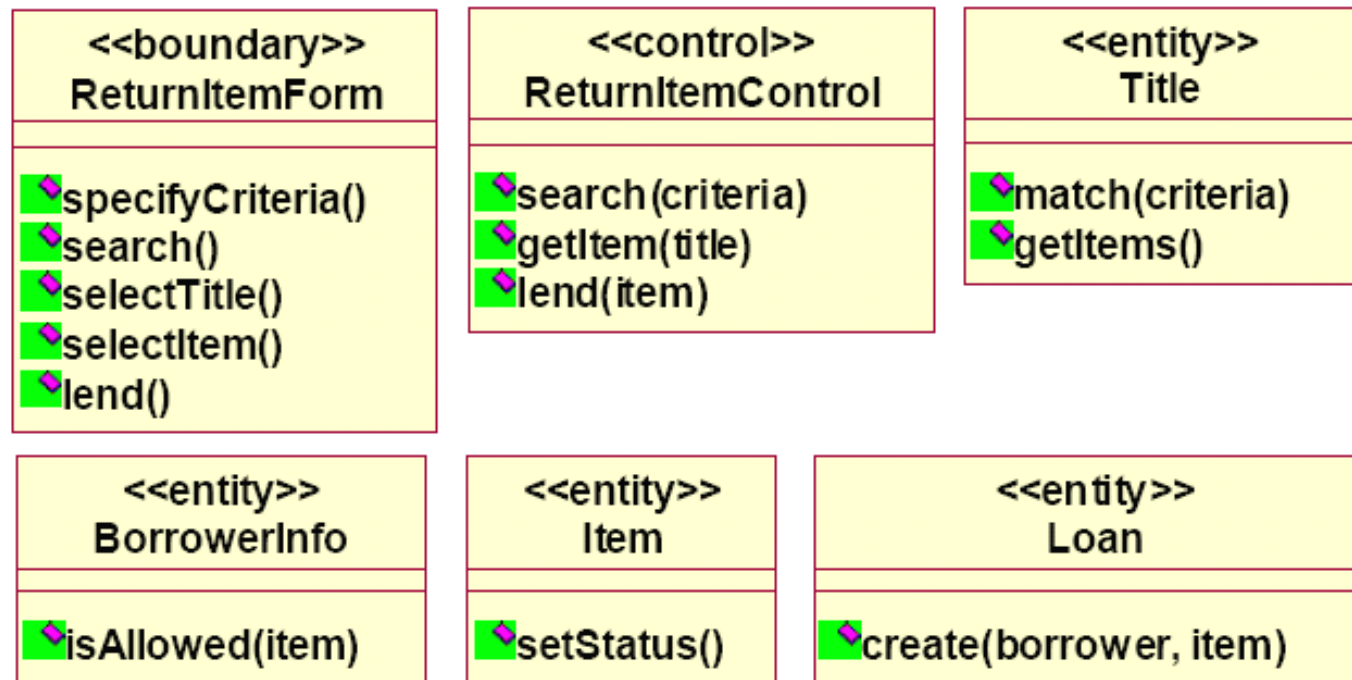 <<boundary>>
ReturnItemForm
specifyCriteria()
search()
selectTitle()
selectItem()
lend()
<<control>>
ReturnItemControl
search(criteria)
getItem(title)
lend(item)
<<entity>>
Title
match(criteria)
getItems()
<<entity>>
BorrowerInfo
isAllowed(item)
<<entity>>
Item
setStatus()
<<entity>>
Loan
create(borrower, item)